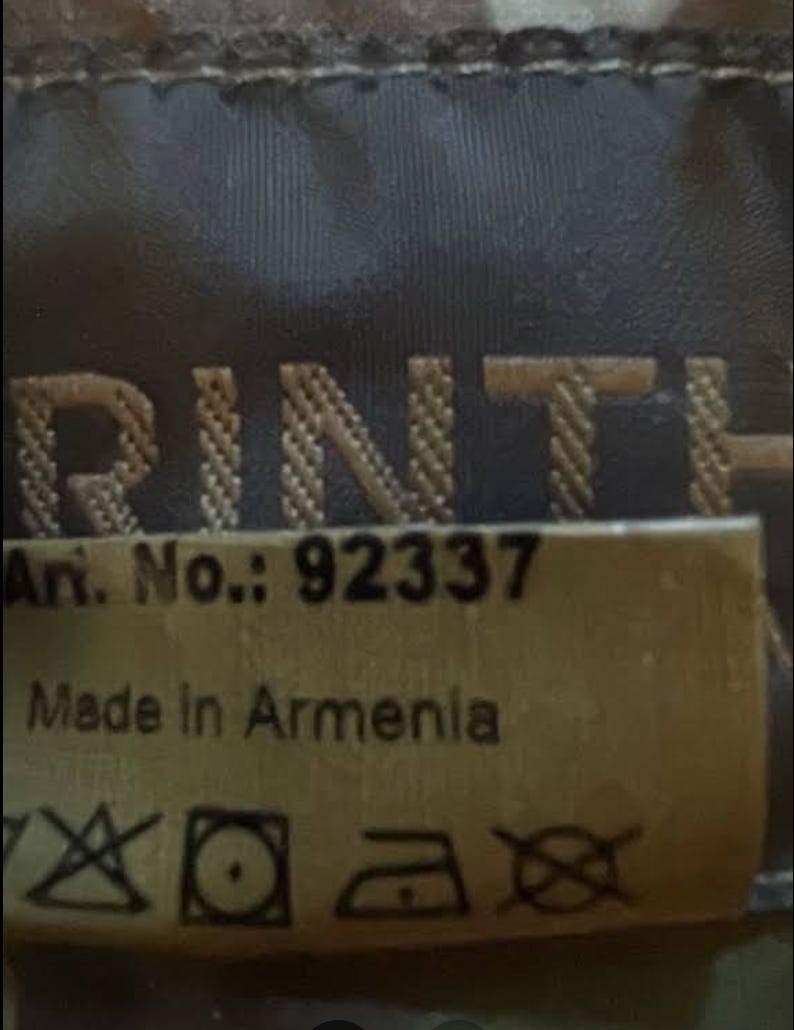 RINTH
Art. No.: 92337
Made in Armenia